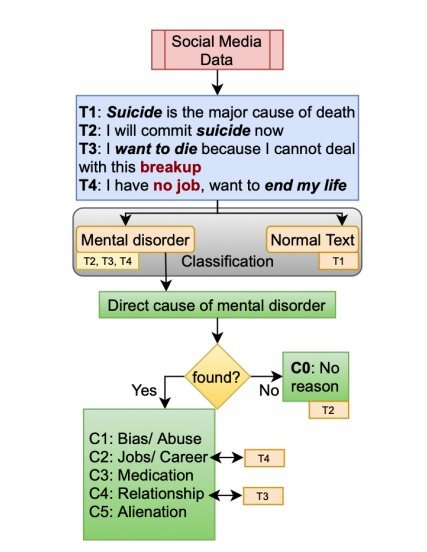 Social Media
Data
T1: Suicide is the major cause of death
T2: I will commit suicide now
T3: I want to die because I cannot deal
with this breakup
T4: I have no job, want to end my life
Mental disorder
Normal Text
T2, T3, T4
Classification
T1
Direct cause of mental disorder
found?
C0: No
reason
Yes
No
T2
C1: Bias/ Abuse
C2: Jobs/ Career
T4
C3: Medication
C4: Relationship
T3
C5: Alienation